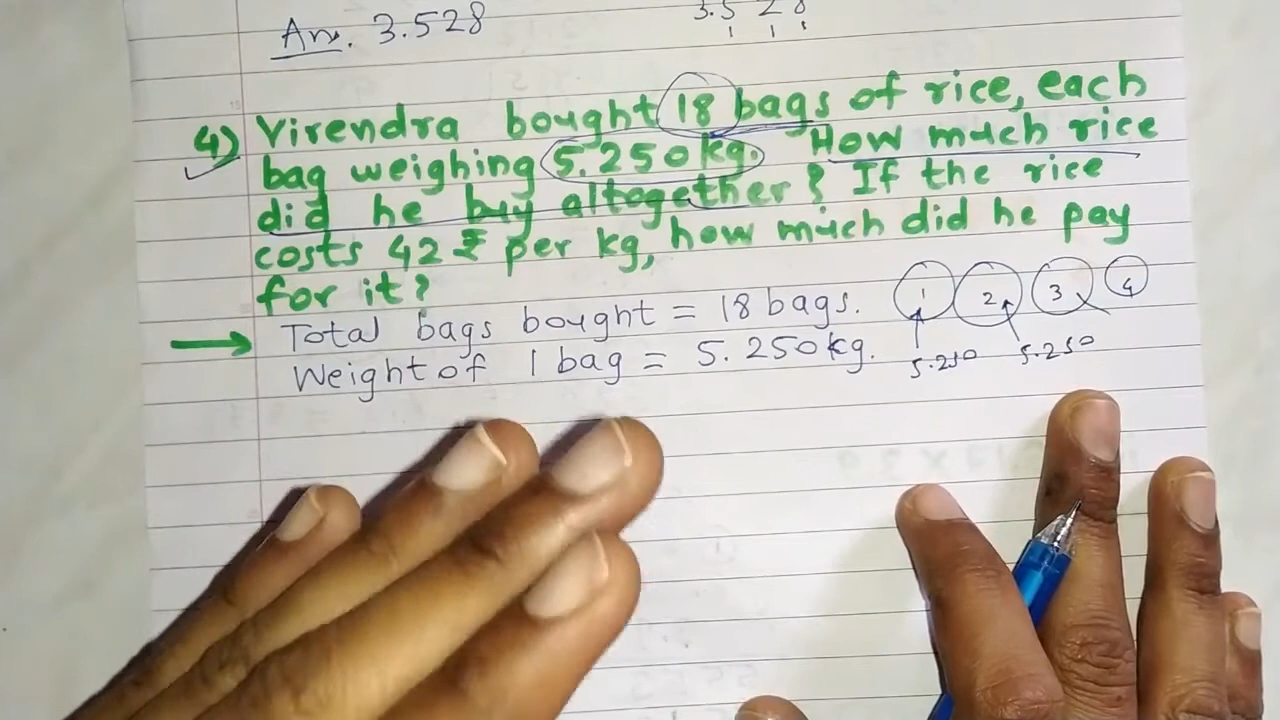 Ans. 3.528
3.528
4) Virendra bought 18 bags of rice, each
bag weighing 5.250 kg. How much rice
did he buy altogether? If the rice
costs 42 ₹ per kg, how much did he pay
for it?
1 2 3 4
Total bags bought = 18 bags.
Weight of 1 bag = 5.250kg.
5.250 5.250